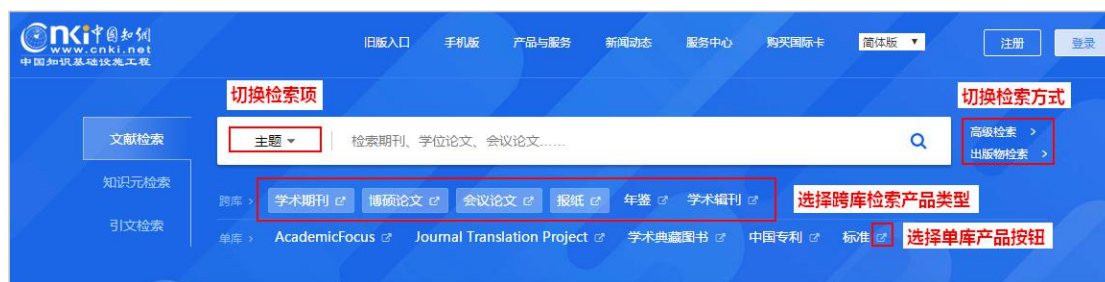 cnki中国知网
www.cnki.net
中国知识基础设施工程
旧版入口 手机版 产品与服务 新闻动态 服务中心 购买国际卡 简体版 注册 登录
切换检索项
切换检索方式
文献检索
主题
检索期刊、学位论文、会议论文……
高级检索 >
出版物检索 >
知识元检索
跨库 > 学术期刊 博硕论文 会议论文 报纸 年鉴 学术辑刊
选择跨库检索产品类型
引文检索
单库 > AcademicFocus Journal Translation Project 学术典藏图书 中国专利 标准
选择单库产品按钮